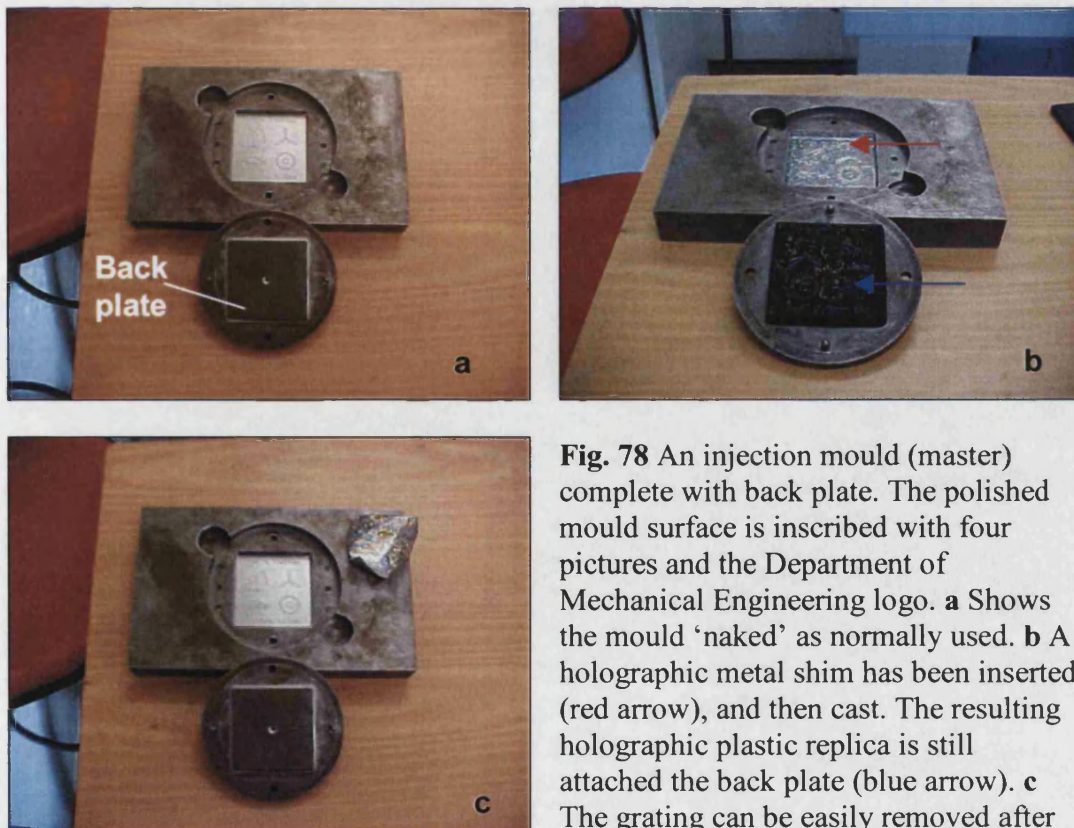 Back
plate
a
b
c
Fig. 78 An injection mould (master)
complete with back plate. The polished
mould surface is inscribed with four
pictures and the Department of
Mechanical Engineering logo. a Shows
the mould ‘naked’ as normally used. b A
holographic metal shim has been inserted
(red arrow), and then cast. The resulting
holographic plastic replica is still
attached the back plate (blue arrow). c
The grating can be easily removed after